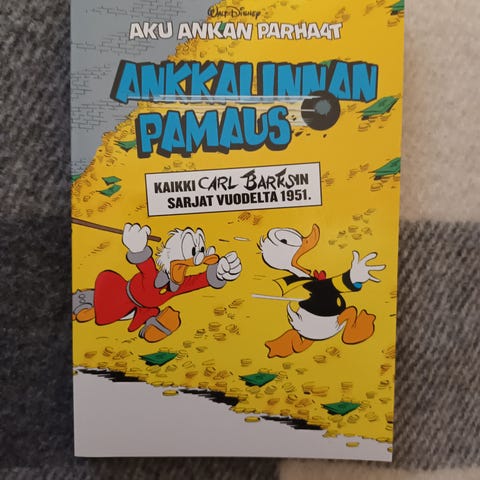 Walt Disney
AKU ANKAN PARHAAT
ANKKALINNAN
PAMAUS
KAIKKI CARL BARKSIN
SARJAT VUODELTA 1951.